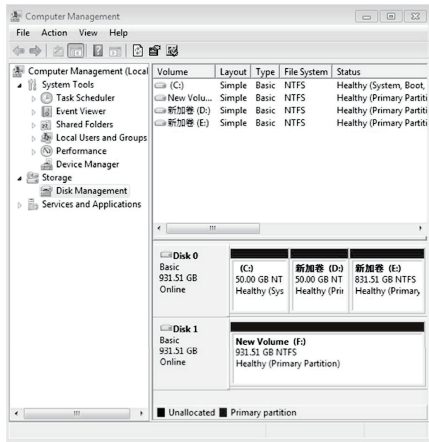 Computer Management
File Action View Help
Computer Management (Local
System Tools
Task Scheduler
Event Viewer
Shared Folders
Local Users and Groups
Performance
Device Manager
Storage
Disk Management
Services and Applications
Volume Layout Type File System Status
(C:) Simple Basic NTFS Healthy (System, Boot,
New Volu... Simple Basic NTFS Healthy (Primary Partiti
新加卷 (D:) Simple Basic NTFS Healthy (Primary Partiti
新加卷 (E:) Simple Basic NTFS Healthy (Primary Partiti
Disk 0
Basic
931.51 GB
Online
(C:)
50.00 GB NT
Healthy (Sys
新加卷 (D:)
50.00 GB NT
Healthy (Prir
新加卷 (E:)
831.51 GB NTFS
Healthy (Primary
Disk 1
Basic
931.51 GB
Online
New Volume (F:)
931.51 GB NTFS
Healthy (Primary Partition)
Unallocated Primary partition